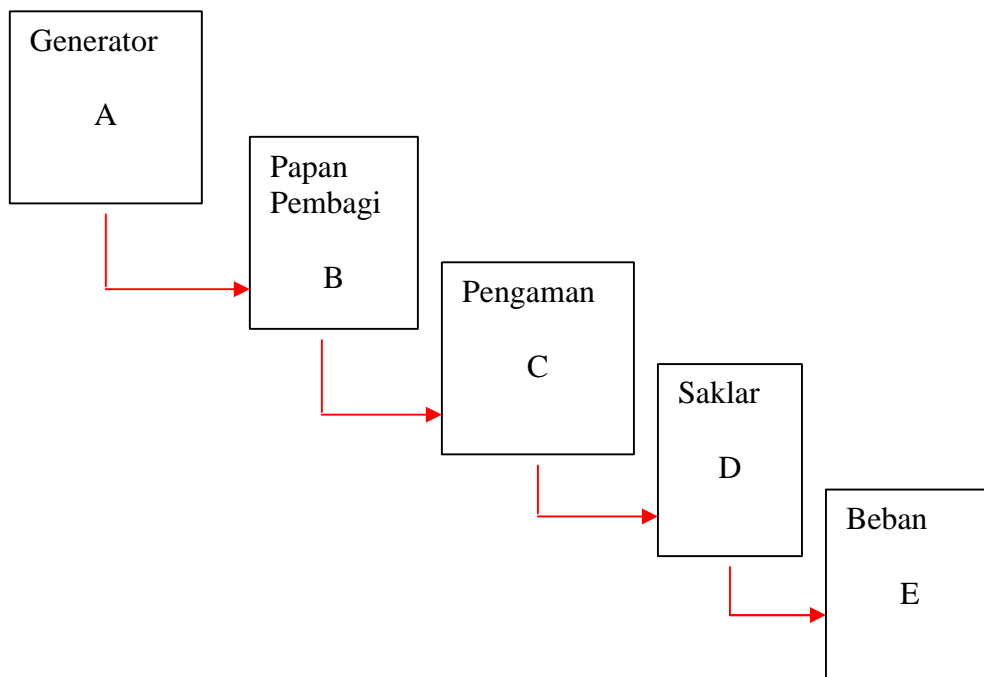 Generator
A
Papan
Pembagi
B
Pengaman
C
Saklar
D
Beban
E